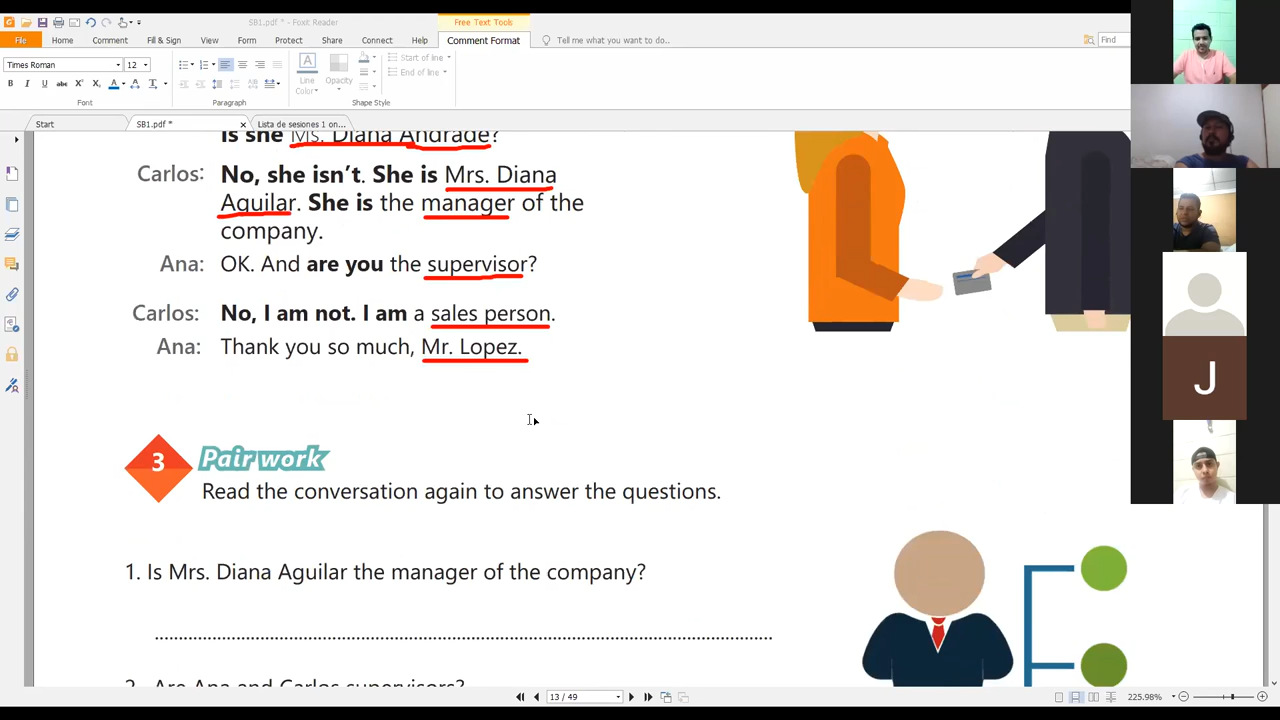 SB1.pdf * - Foxit Reader
Free Text Tools
File Home Comment Fill & Sign View Form Protect Share Connect Help Comment Format Tell me what you want to do.. Find
Times Roman 12
Line Color
Opacity
Start of line
End of line
Font Paragraph Shape Style
Start SB1.pdf * Lista de sesiones 1 on...
Is she Ms. Diana Andrade?
Carlos: No, she isn't. She is Mrs. Diana
Aguilar. She is the manager of the
company.
Ana: OK. And are you the supervisor?
Carlos: No, I am not. I am a sales person.
Ana: Thank you so much, Mr. Lopez.
3 Pair work
Read the conversation again to answer the questions.
1. Is Mrs. Diana Aguilar the manager of the company?
2. Are Ana and Carlos supervisors?
J
13 / 49
225.98%